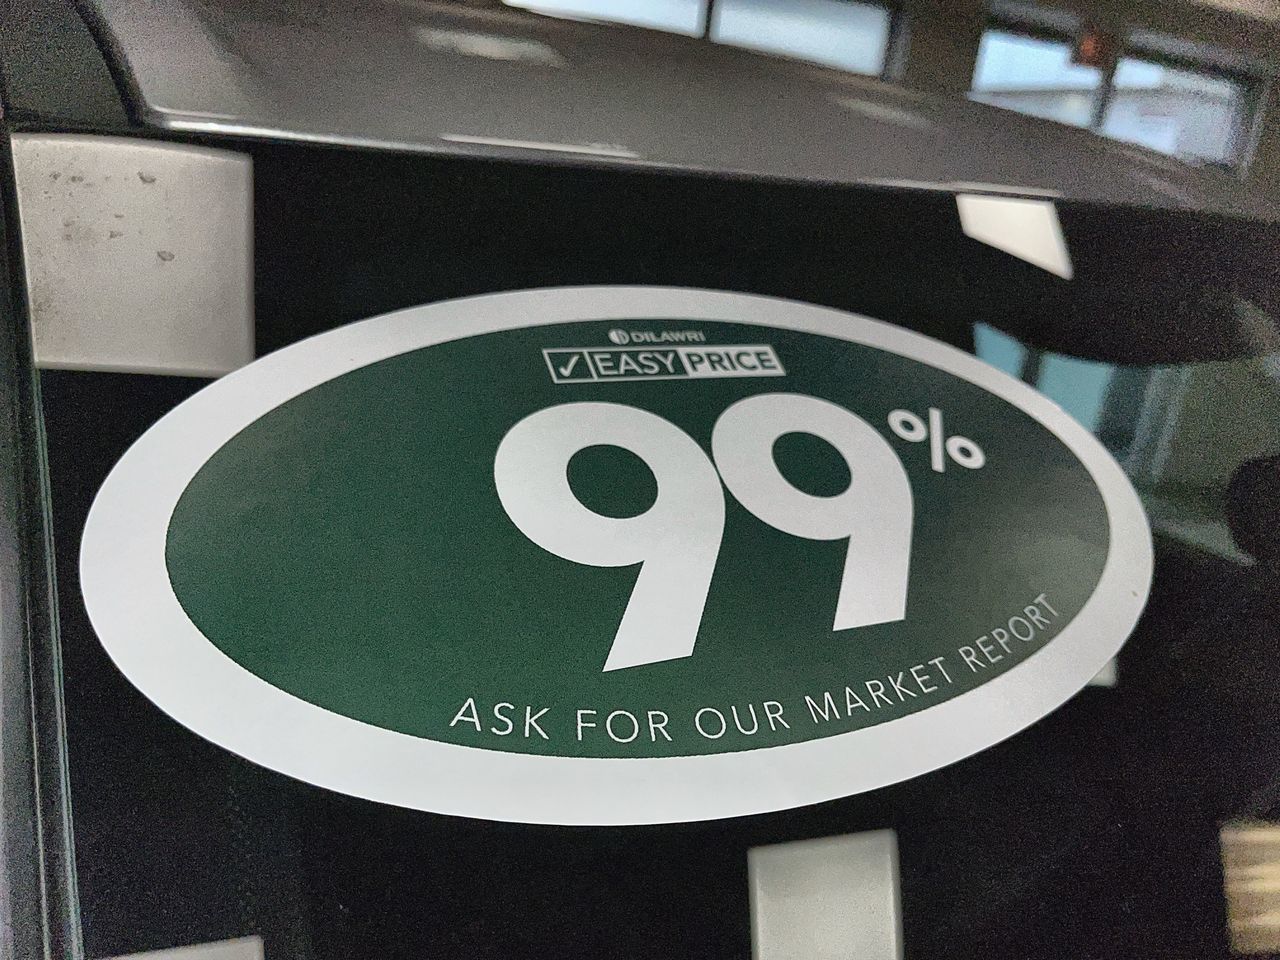 DILAWRI
✓ EASY PRICE
99%
ASK FOR OUR MARKET REPORT